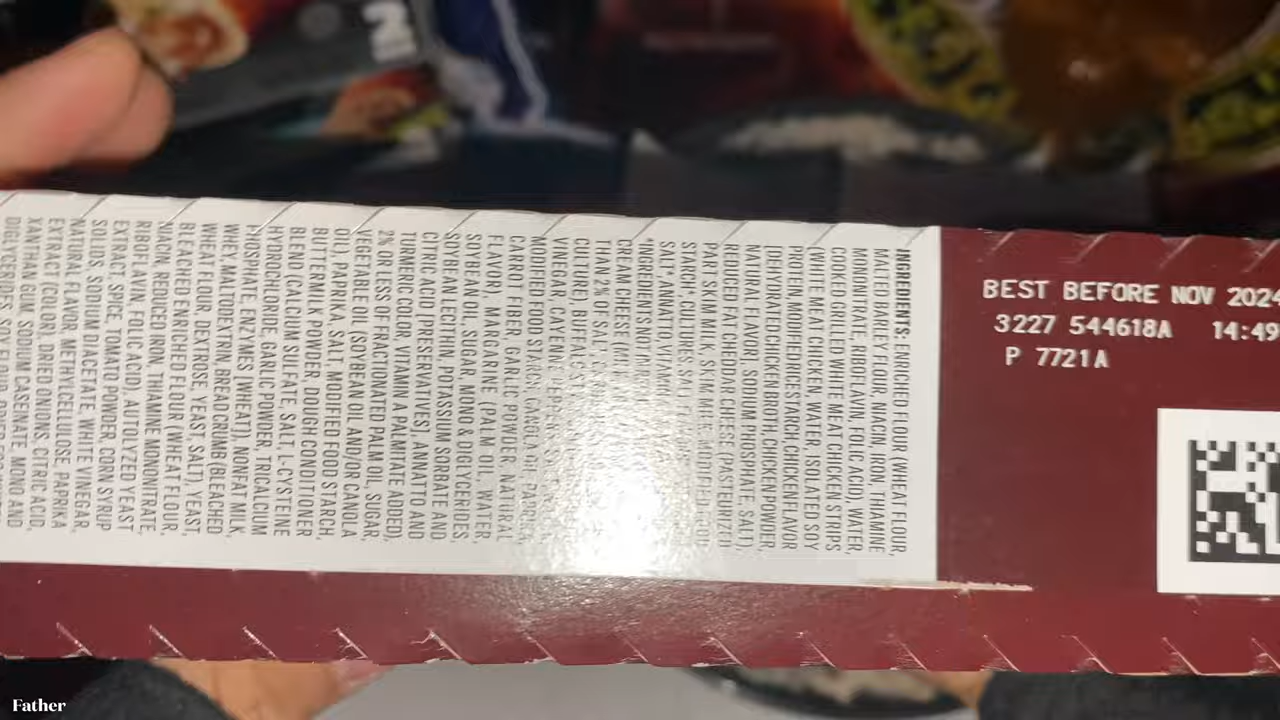 BEST BEFORE NOV 2024
3227 544618A 14:49
P 7721A
INGREDIENTS: ENRICHED FLOUR (WHEAT FLOUR,
MALTED BARLEY FLOUR, NIACIN, IRON, THIAMINE
MONONITRATE, RIBOFLAVIN, FOLIC ACID), WATER,
COOKED GRILLED WHITE MEAT CHICKEN STRIPS
(WHITE MEAT CHICKEN, WATER, ISOLATED SOY
PROTEIN, MODIFIED RICE STARCH, CHICKEN FLAVOR
[DEHYDRATED CHICKEN BROTH, CHICKEN POWDER,
NATURAL FLAVOR], SODIUM PHOSPHATE, SALT),
REDUCED FAT CHEDDAR CHEESE (PASTEURIZED
PART SKIM MILK, SKIM MILK, MODIFIED
STARCH*, CULTURES, SALT
SALT*, ANNATTO, VITAMIN
*INGREDIENTS NOT
CREAM CHEESE
THAN 2% OF SALT
CULTURE), BUFFALO
VINEGAR, CAYENNE PEPPER
MODIFIED FOOD STARCH, GARLIC
CARROT FIBER, GARLIC POWDER, NATURAL
FLAVOR), MARGARINE (PALM OIL, WATER,
SOYBEAN OIL, SUGAR, MONO & DIGLYCERIDES,
SOYBEAN LECITHIN, POTASSIUM SORBATE AND
CITRIC ACID [PRESERVATIVES], ANNATTO AND
TUMERIC COLOR, VITAMIN A PALMITATE ADDED),
2% OR LESS OF FRACTIONATED PALM OIL, SUGAR,
VEGETABLE OIL (SOYBEAN OIL AND/OR CANOLA
OIL), PAPRIKA, SALT, MODIFIED FOOD STARCH,
BUTTERMILK POWDER, DOUGH CONDITIONER
BLEND (CALCIUM SULFATE, SALT, L-CYSTEINE
HYDROCHLORIDE, GARLIC POWDER, TRICALCIUM
PHOSPHATE, ENZYMES [WHEAT]), NONFAT MILK,
WHEY, MALTODEXTRIN, BREAD CRUMB (BLEACHED
WHEAT FLOUR, DEXTROSE, YEAST, SALT), YEAST,
BLEACHED ENRICHED FLOUR (WHEAT FLOUR,
NIACIN, REDUCED IRON, THIAMINE MONONITRATE,
RIBOFLAVIN, FOLIC ACID), AUTOLYZED YEAST
EXTRACT, SPICE, TOMATO POWDER, CORN SYRUP
SOLIDS, SODIUM DIACETATE, WHITE VINEGAR,
NATURAL FLAVOR, METHYLCELLULOSE, PAPRIKA
EXTRACT (COLOR), DRIED ONIONS, CITRIC ACID,
XANTHAN GUM, SODIUM CASEINATE, MONO AND
DIGLYCERIDES, SOY FLOUR
Father